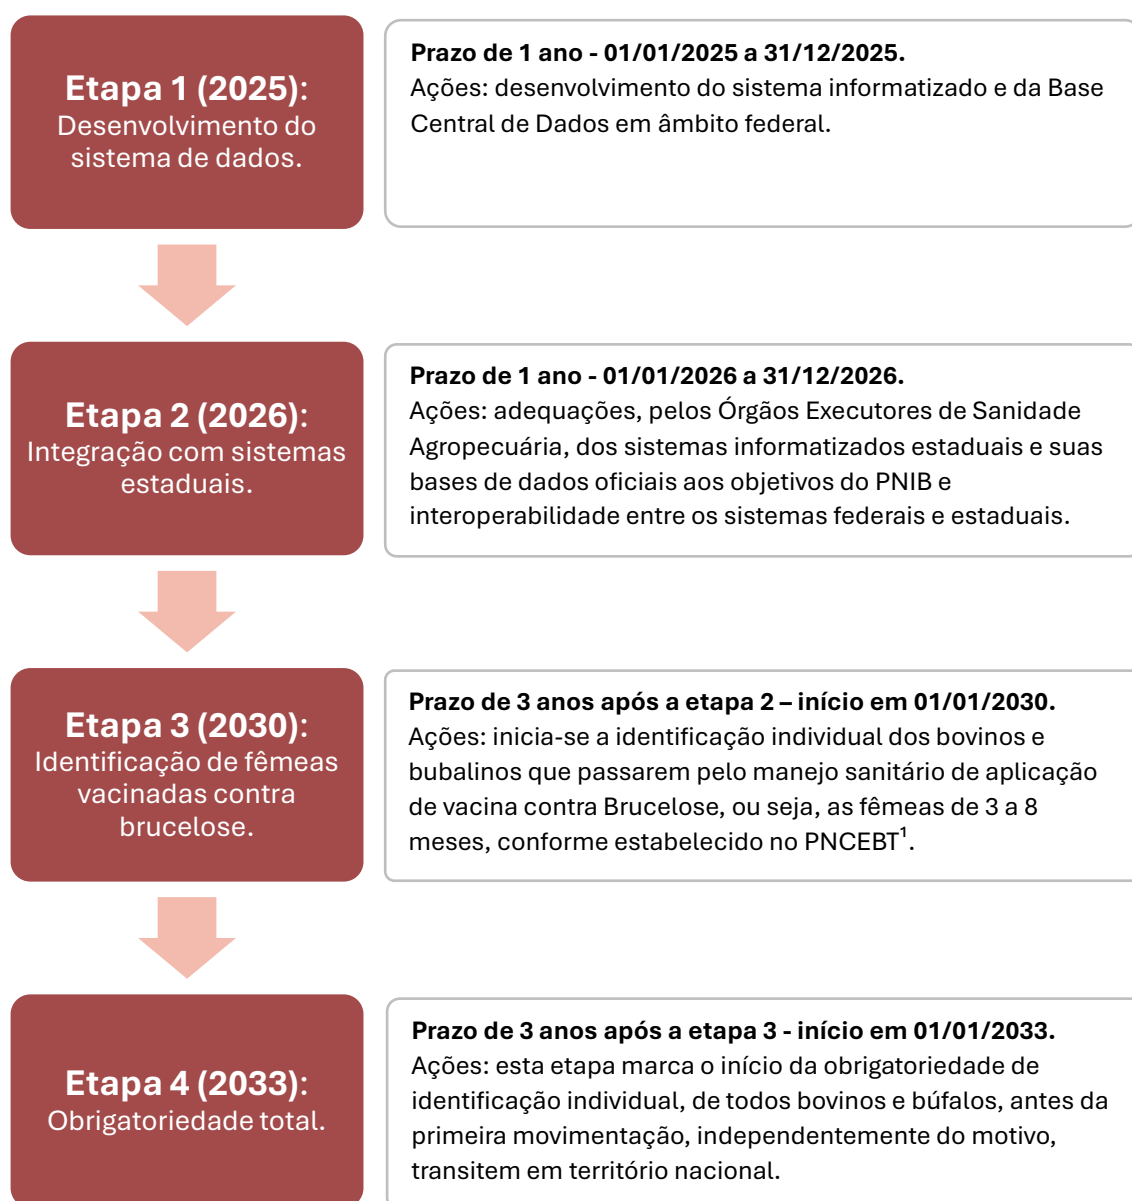 Etapa 1 (2025):
Desenvolvimento do
sistema de dados.
Prazo de 1 ano - 01/01/2025 a 31/12/2025.
Ações: desenvolvimento do sistema informatizado e da Base
Central de Dados em âmbito federal.
Etapa 2 (2026):
Integração com sistemas
estaduais.
Prazo de 1 ano - 01/01/2026 a 31/12/2026.
Ações: adequações, pelos Órgãos Executores de Sanidade
Agropecuária, dos sistemas informatizados estaduais e suas
bases de dados oficiais aos objetivos do PNIB e
interoperabilidade entre os sistemas federais e estaduais.
Etapa 3 (2030):
Identificação de fêmeas
vacinadas contra
brucelose.
Prazo de 3 anos após a etapa 2 – início em 01/01/2030.
Ações: inicia-se a identificação individual dos bovinos e
bubalinos que passarem pelo manejo sanitário de aplicação
de vacina contra Brucelose, ou seja, as fêmeas de 3 a 8
meses, conforme estabelecido no PNCEBT¹.
Etapa 4 (2033):
Obrigatoriedade total.
Prazo de 3 anos após a etapa 3 - início em 01/01/2033.
Ações: esta etapa marca o início da obrigatoriedade de
identificação individual, de todos bovinos e búfalos, antes da
primeira movimentação, independentemente do motivo,
transitem em território nacional.